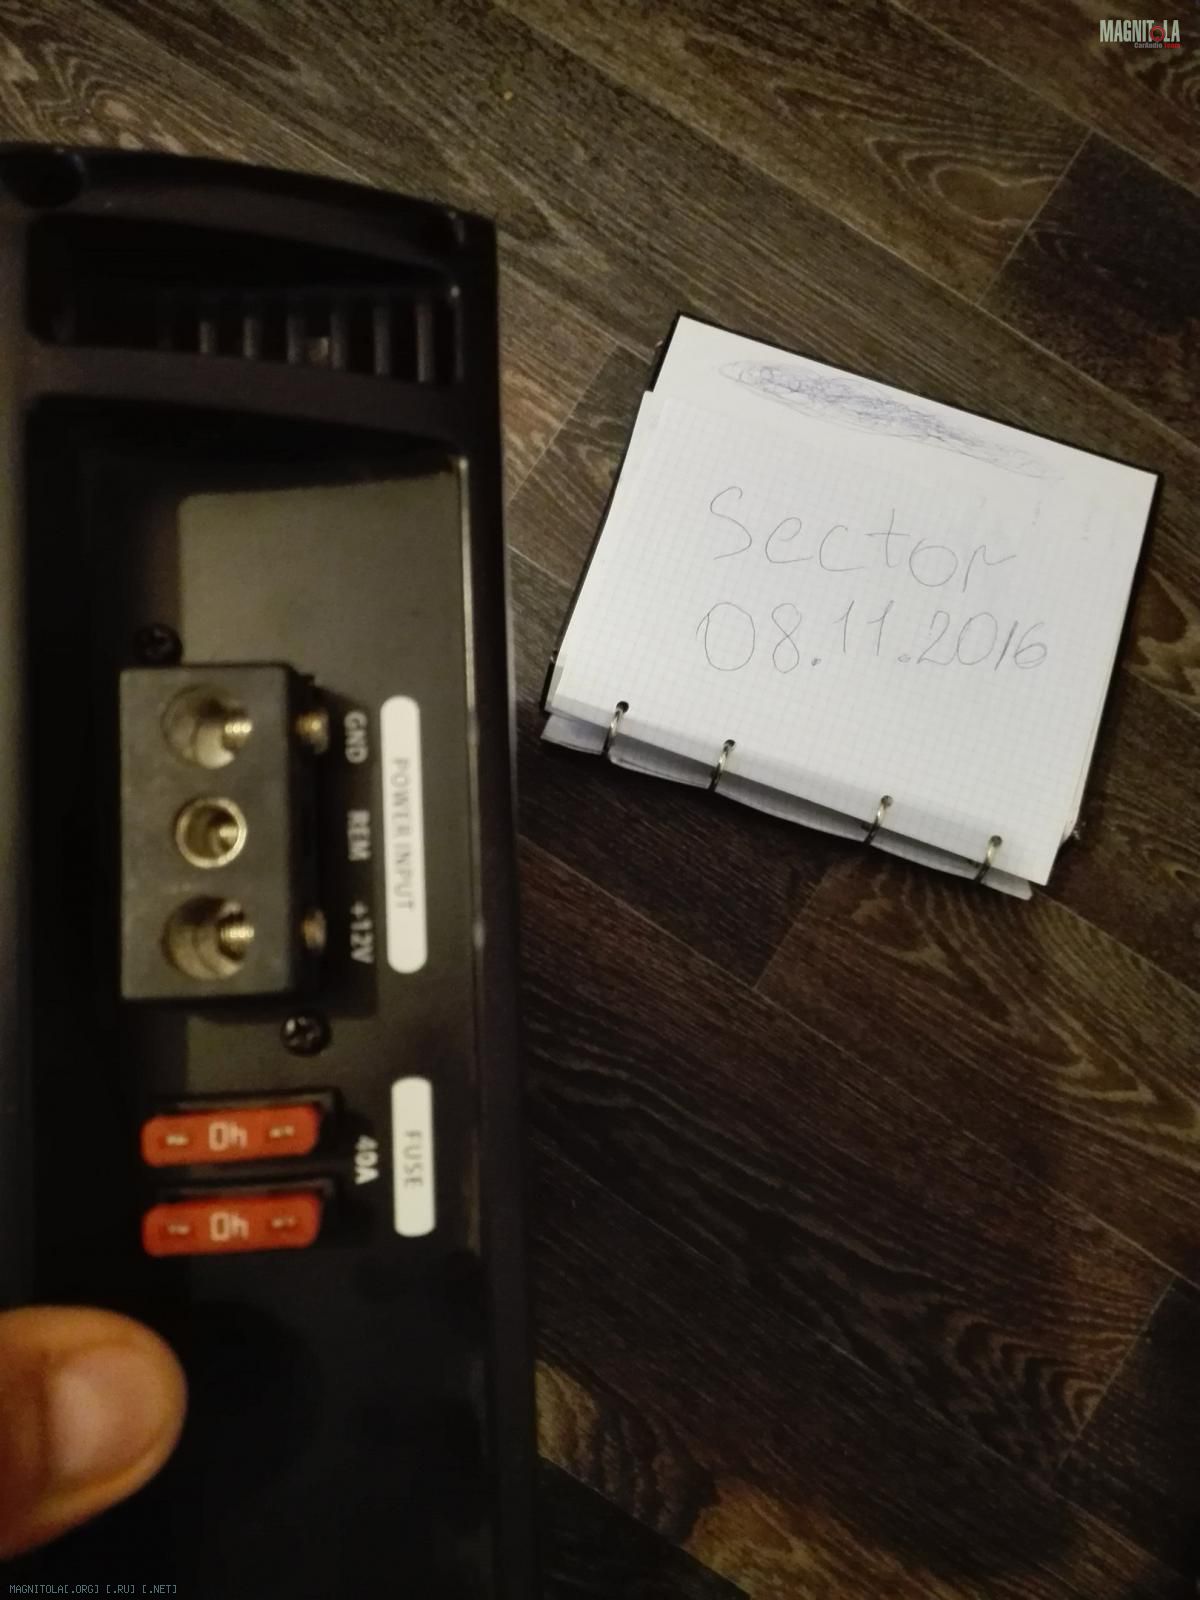 MAGNITOLA
CarAudio Team
Sector
08.11.2016
POWER INPUT
GND REM +12V
FUSE
40A
40
40
MAGNITOLA[.ORG] [.RU] [.NET]